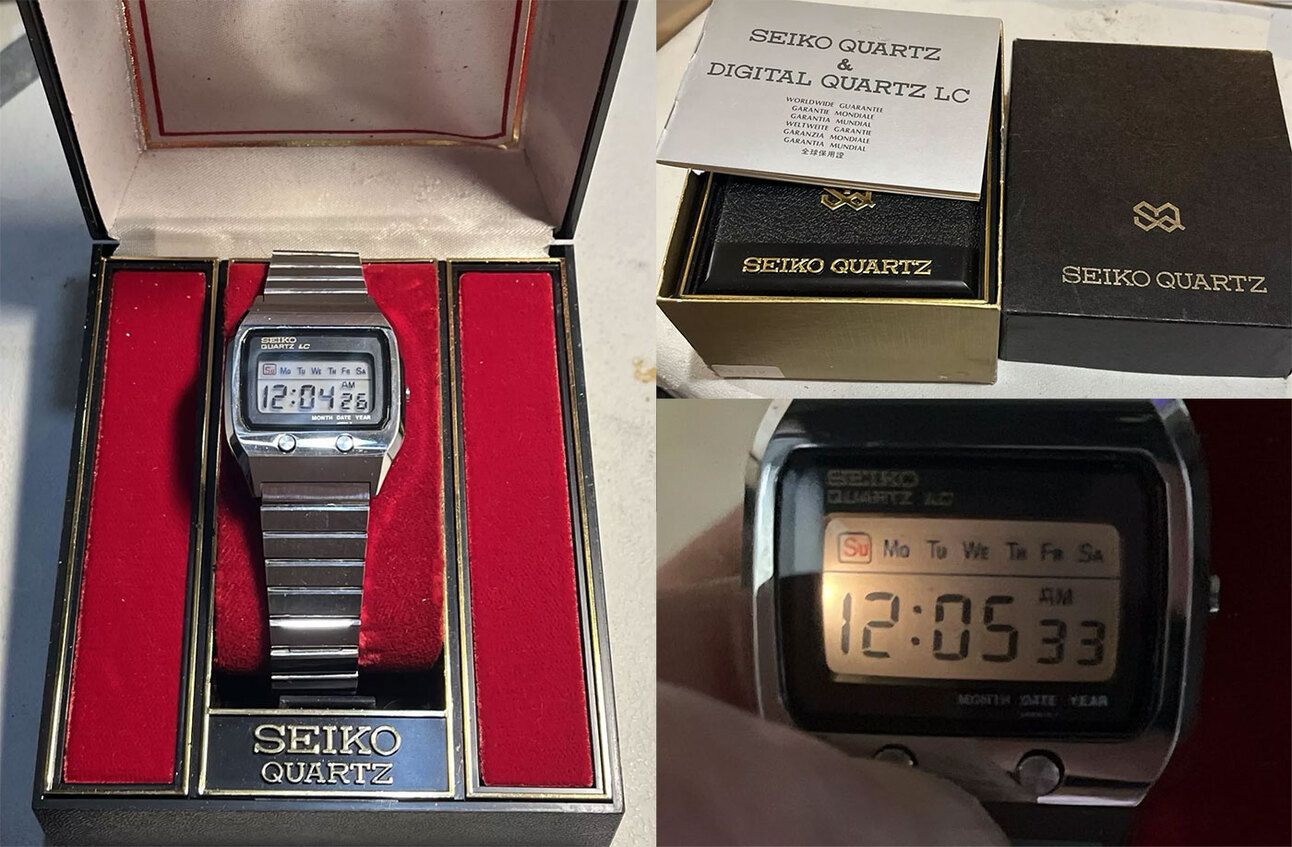 SEIKO
QUARTZ LC
Su Mo Tu We Th Fr Sa
AM
12:04 26
MONTH DATE YEAR
SEIKO
QUARTZ
SEIKO QUARTZ
&
DIGITAL QUARTZ LC
WORLDWIDE GUARANTEE
GARANTIE MONDIALE
GARANTIA MUNDIAL
WELTWEITE GARANTIE
GARANZIA MONDIALE
GARANTIA MUNDIAL
全球保用證
SQ
SEIKO QUARTZ
SQ
SEIKO QUARTZ
SEIKO
QUARTZ LC
Su Mo Tu We Th Fr Sa
AM
12:05 33
MONTH DATE YEAR